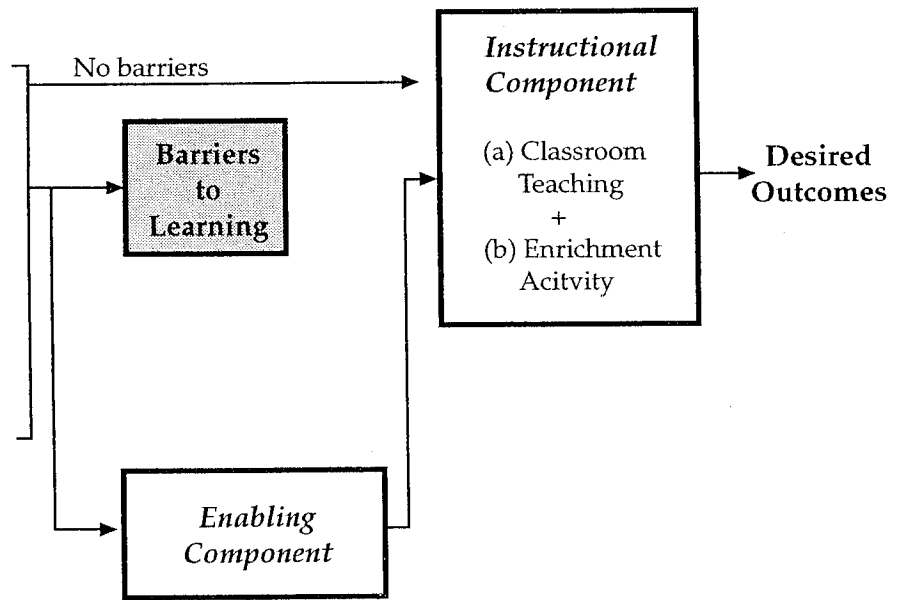 No barriers
Barriers
to
Learning
Instructional
Component
(a) Classroom
Teaching
+
(b) Enrichment
Acitvity
Desired
Outcomes
Enabling
Component